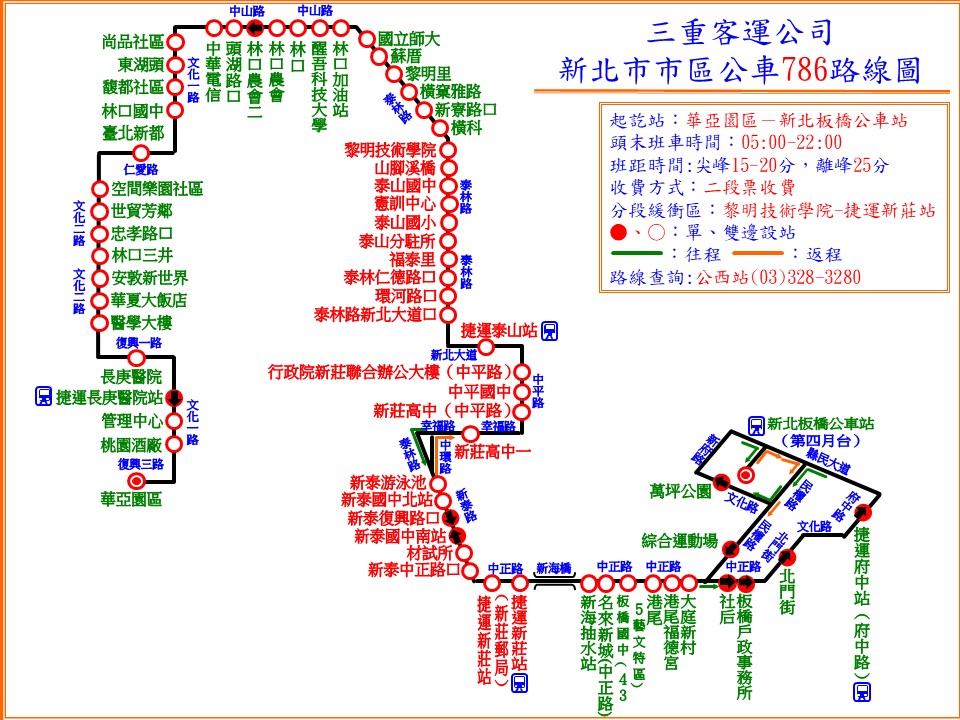 三重客運公司
新北市市區公車786路線圖
起訖站：華亞園區－新北板橋公車站
頭末班車時間：05:00-22:00
班距時間:尖峰15-20分，離峰25分
收費方式：二段票收費
分段緩衝區：黎明技術學院-捷運新莊站
●、○：單、雙邊設站
：往程
：返程
路線查詢:公西站(03)328-3280
中山路
中山路
尚品社區
東湖頭
馥都社區
林口國中
臺北新都
文化一路
中華電信
頭湖路口
林口農會二
林口農會
林口
醒吾科技大學
林口加油站
國立師大
蘇厝
黎明里
橫窠雅路
新寮路口
橫科
泰林路
仁愛路
空間樂園社區
世貿芳鄰
忠孝路口
林口三井
安敦新世界
華夏大飯店
醫學大樓
文化二路
文化二路
復興一路
長庚醫院
捷運長庚醫院站
管理中心
桃園酒廠
文化一路
復興三路
華亞園區
黎明技術學院
山腳溪橋
泰山國中
憲訓中心
泰山國小
泰山分駐所
福泰里
泰林仁德路口
環河路口
泰林路新北大道口
泰林路
泰林路
捷運泰山站
新北大道
行政院新莊聯合辦公大樓（中平路）
中平國中
新莊高中（中平路）
中平路
幸福路
幸福路
新莊高中一
泰林路
中環路
新泰游泳池
新泰國中北站
新泰復興路口
新泰國中南站
材試所
新泰中正路口
新泰路
中正路
新海橋
中正路
中正路
中正路
捷運新莊站
捷運新莊站（新莊郵局）
新海抽水站
名來新城(中正路)
板橋國中(435藝文特區)
港尾
港尾福德宮
大庭新村
社后
板橋戶政事務所
北門街
捷運府中站（府中路）
綜合運動場
萬坪公園
新北板橋公車站
（第四月台）
新府路
縣民大道
文化路
民權路
民權路
北門街
文化路
府中路